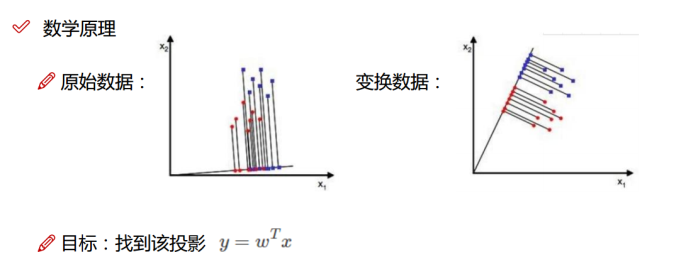 数学原理
原始数据：
变换数据：
x₂
x₁
x₂
x₁
目标：找到该投影 y = wᵀx